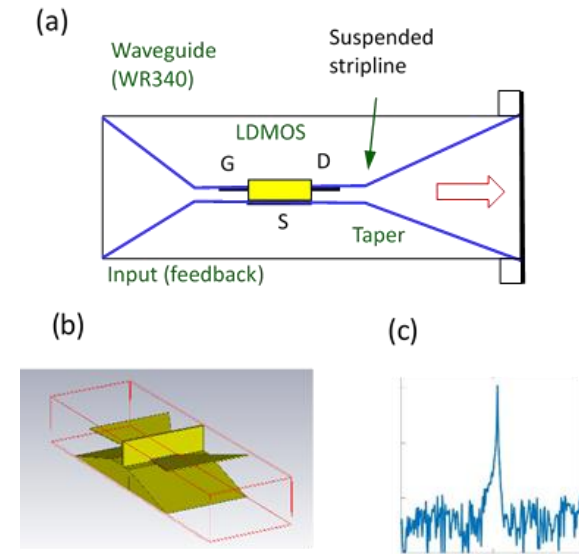 (a)
Waveguide
(WR340)
Suspended
stripline
LDMOS
G
D
S
Taper
Input (feedback)
(b)
(c)